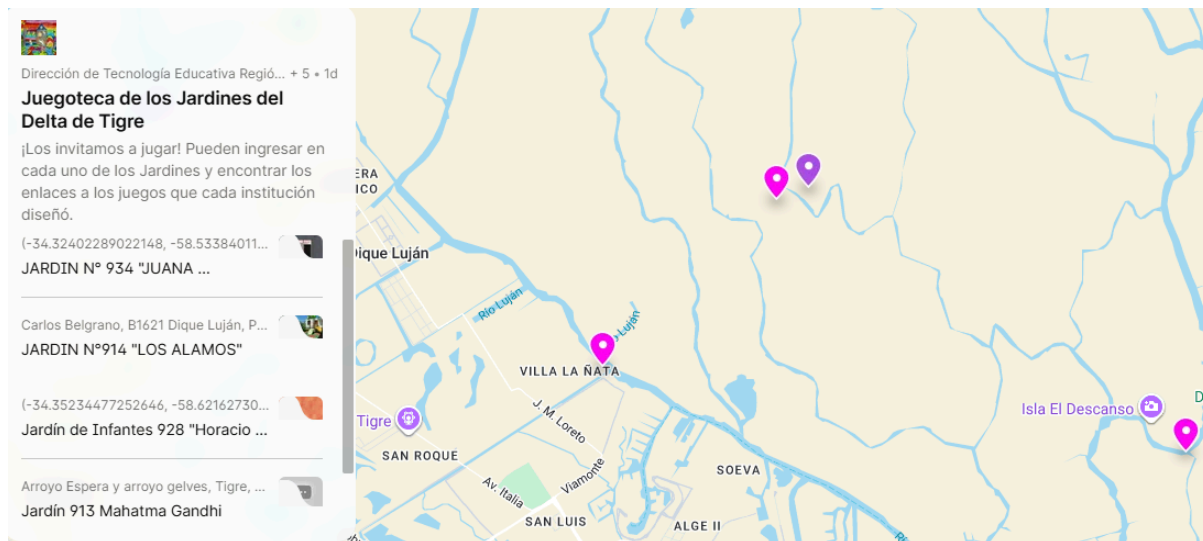 Dirección de Tecnología Educativa Regió... + 5 • 1d
Juegoteca de los Jardines del
Delta de Tigre
¡Los invitamos a jugar! Pueden ingresar en
cada uno de los Jardines y encontrar los
enlaces a los juegos que cada institución
diseñó.
(-34.32402289022148, -58.53384011...
JARDIN N° 934 "JUANA ...
Carlos Belgrano, B1621 Dique Luján, P...
JARDIN N°914 "LOS ALAMOS"
(-34.35234477252646, -58.62162730...
Jardín de Infantes 928 "Horacio ...
Arroyo Espera y arroyo gelves, Tigre, ...
Jardín 913 Mahatma Gandhi
ERA
ICO
Dique Luján
Río Luján
o Luján
VILLA LA ÑATA
J. M. Loreto
Tigre
SAN ROQUE
Av. Italia
Viamonte
SAN LUIS
SOEVA
ALGE II
Isla El Descanso
D